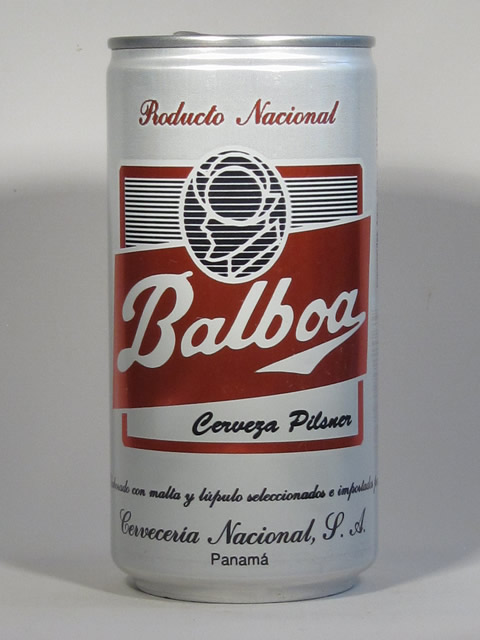 Producto Nacional
Balboa
Cerveza Pilsner
con malta y lúpulo seleccionados e importados
Cervecería Nacional, S. A.
Panamá